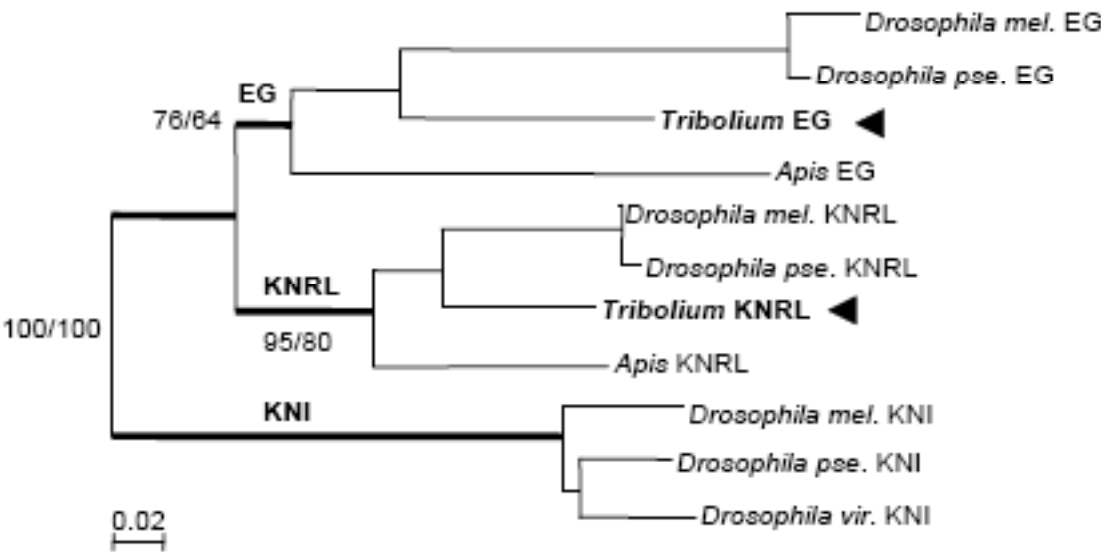 Drosophila mel. EG
EG
Drosophila pse. EG
76/64
Tribolium EG
Apis EG
Drosophila mel. KNRL
Drosophila pse. KNRL
KNRL
Tribolium KNRL
100/100
95/80
Apis KNRL
KNI
Drosophila mel. KNI
Drosophila pse. KNI
Drosophila vir. KNI
0.02